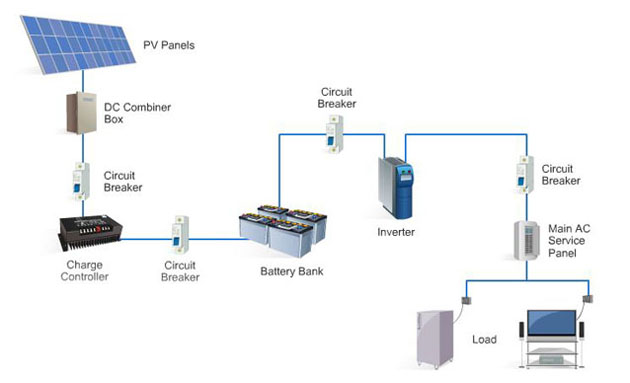 PV Panels
DC Combiner
Box
Circuit
Breaker
Charge
Controller
Circuit
Breaker
Battery Bank
Circuit
Breaker
Inverter
Circuit
Breaker
Main AC
Service
Panel
Load